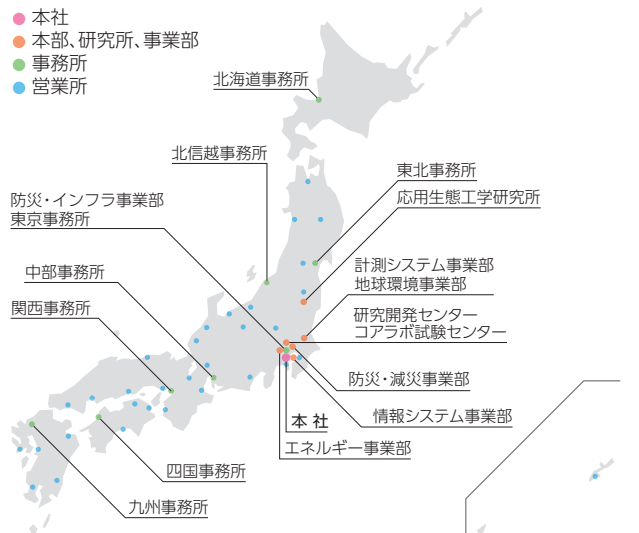 本社
本部、研究所、事業部
事務所
営業所
北海道事務所
北信越事務所
東北事務所
応用生態工学研究所
防災・インフラ事業部
東京事務所
中部事務所
関西事務所
計測システム事業部
地球環境事業部
研究開発センター
コアラボ試験センター
防災・減災事業部
情報システム事業部
本 社
エネルギー事業部
四国事務所
九州事務所